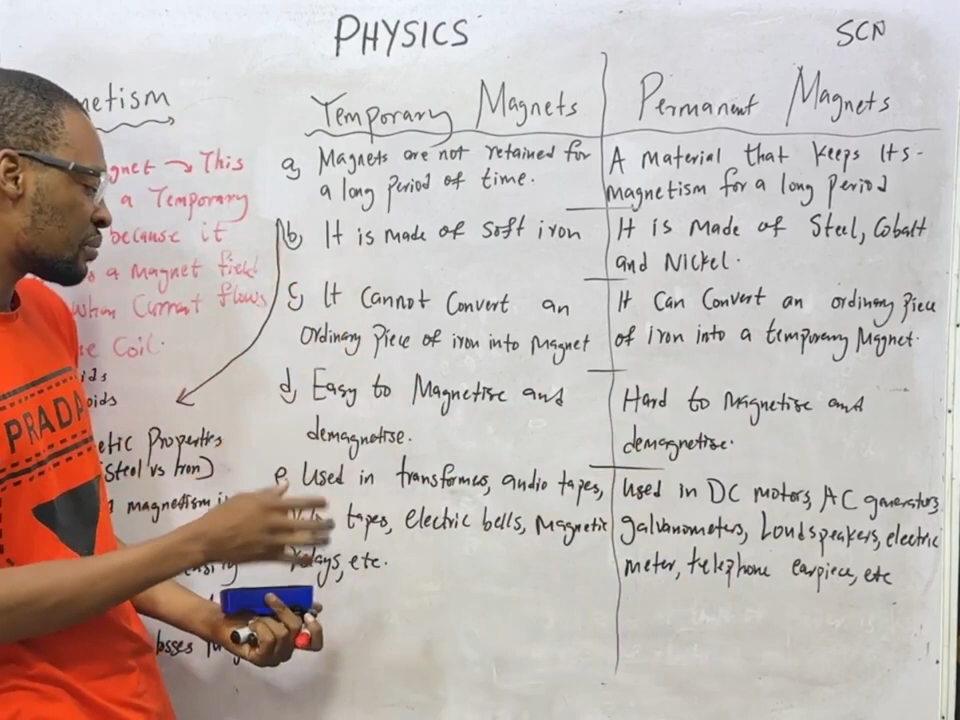 PHYSICS
SCN
netism
gnet → This
a Temporary
because it
a magnet field
when Current flows
Coil.
ids
oids
etic Properties
(Steel vs Iron)
magnetism
PRADA
Temporary Magnets
a, Magnets are not retained for
a long Period of time.
b, It is made of Soft iron
c, It Cannot Convert an
Ordinary Piece of iron into Magnet
d, Easy to Magnetise and
demagnetise.
e, Used in transformers, audio tapes,
tapes, electric bells, Magnetic
relays, etc.
Permanent Magnets
A Material that Keeps Its
magnetism for a long Period
It is Made of Steel, Cobalt
and Nickel.
It Can Convert an ordinary Piece
of iron into a temporary Magnet.
Hard to Magnetise and
demagnetise.
Used in DC motors, AC generators,
galvanometers, Loudspeakers, electric
meter, telephone earpiece, etc